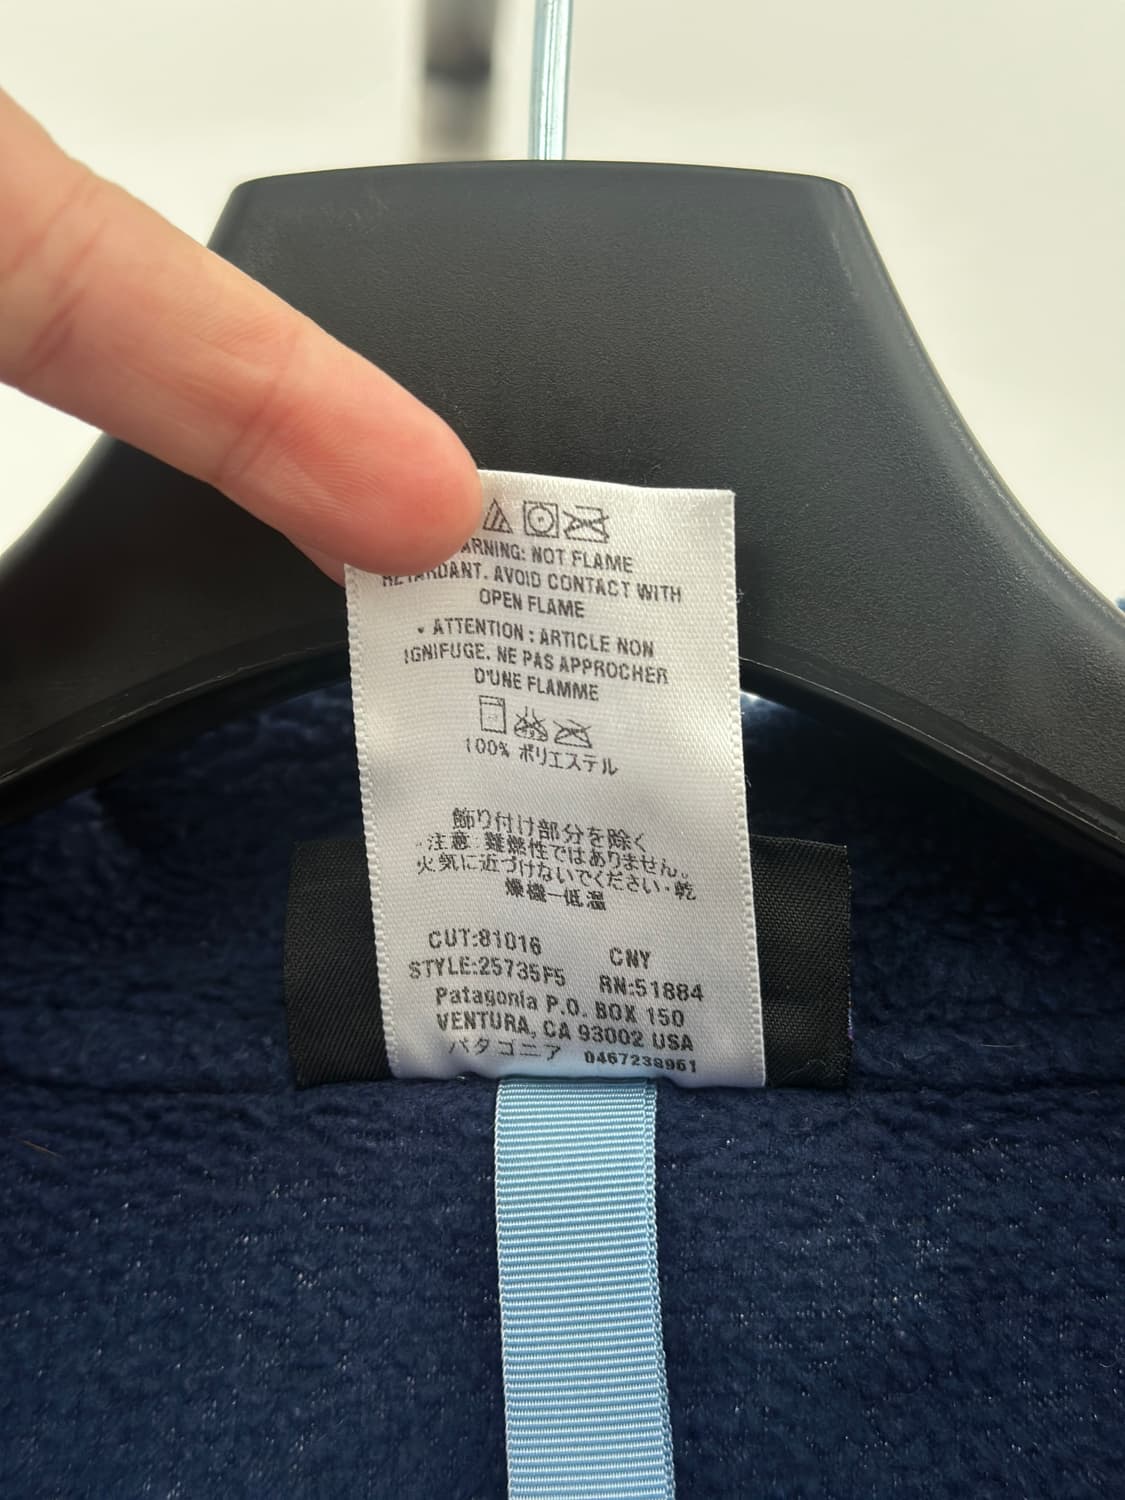 ARNING: NOT FLAME
RETARDANT. AVOID CONTACT WITH
OPEN FLAME
• ATTENTION : ARTICLE NON
IGNIFUGE. NE PAS APPROCHER
D'UNE FLAMME
100% ポリエステル
飾り付け部分を除く
・注意: 難燃性ではありません。
火気に近づけないでください・乾
燥機一低温
CUT:81016 CNY
STYLE:25735F5 RN:51884
Patagonia P.O. BOX 150
VENTURA, CA 93002 USA
パタゴニア 0467238961